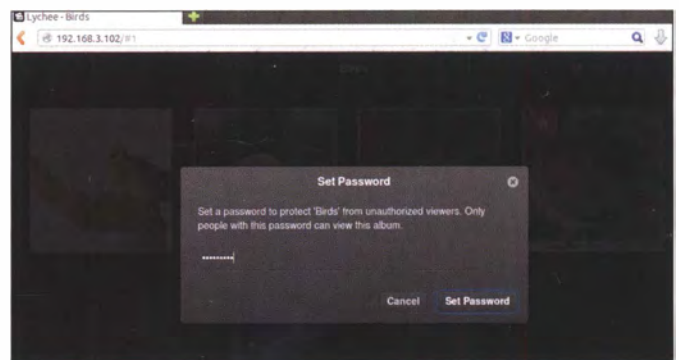 Lychee - Birds
192.168.3.102/#1
Google
Set Password
Set a password to protect 'Birds' from unauthorized viewers. Only
people with this password can view this album.
Cancel Set Password